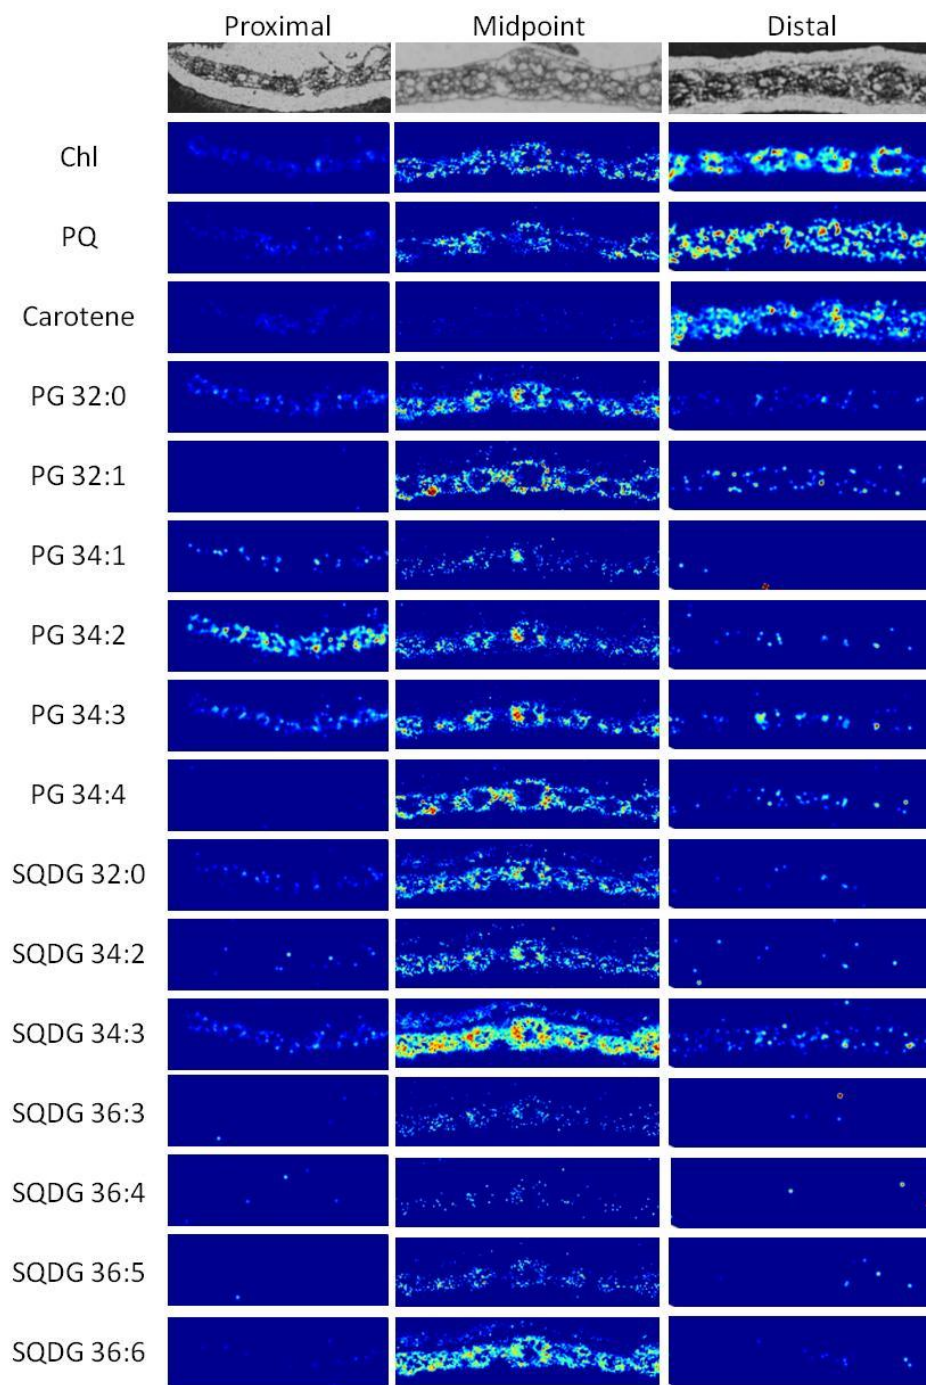 Proximal Midpoint Distal
Chl
PQ
Carotene
PG 32:0
PG 32:1
PG 34:1
PG 34:2
PG 34:3
PG 34:4
SQDG 32:0
SQDG 34:2
SQDG 34:3
SQDG 36:3
SQDG 36:4
SQDG 36:5
SQDG 36:6